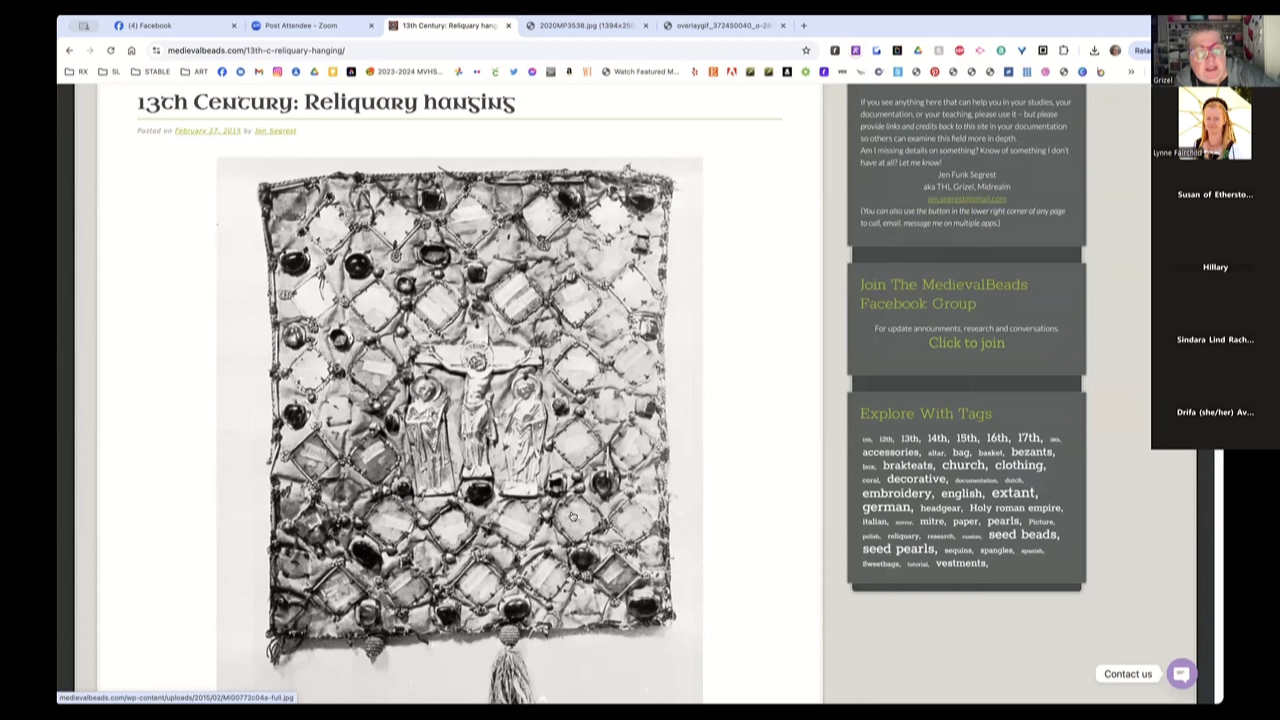 (4) Facebook
Post Attendee - Zoom
13th Century: Reliquary hang
2020MP3538.jpg (1394×25
overlaygif_372450040_o-2
medievalbeads.com/13th-c-reliquary-hanging/
Rela
RX
SL
STABLE
ART
2023-2024 MVHS...
Watch Featured M...
13th Century: Reliquary hanging
Posted on February 27, 2015 by Jen Segrest
If you see anything here that can help you in your studies, your
documentation, or your teaching, please use it – but please
provide links and credits back to this site in your documentation
so others can examine this field more in depth.
Am I missing details on something? Know of something I don't
have at all? Let me know!
Jen Funk Segrest
aka THL Grizel, Midrealm
jen.segrest@gmail.com
(You can also use the button in the lower right corner of any page
to call, email, message me on multiple apps.)
Join The MedievalBeads
Facebook Group
For update announments, research and conversations.
Click to join
Explore With Tags
12th, 13th, 14th, 15th, 16th, 17th,
accessories, altar, bag, basket, bezants,
box, brakteats, church, clothing,
coral, decorative, documentation, dutch,
embroidery, english, extant,
german, headgear, Holy roman empire,
italian, mitre, paper, pearls, Picture,
polish, reliquary, research, russian, seed beads,
seed pearls, sequins, spangles, spanish,
Sweetbags, tutorial, vestments,
Contact us
medievalbeads.com/wp-content/uploads/2015/02/MI00772c04a-full.jpg
Grizel
Lynne Fairchild
Susan of Ethersto...
Hillary
Sindara Lind Rach...
Drifa (she/her) Av...